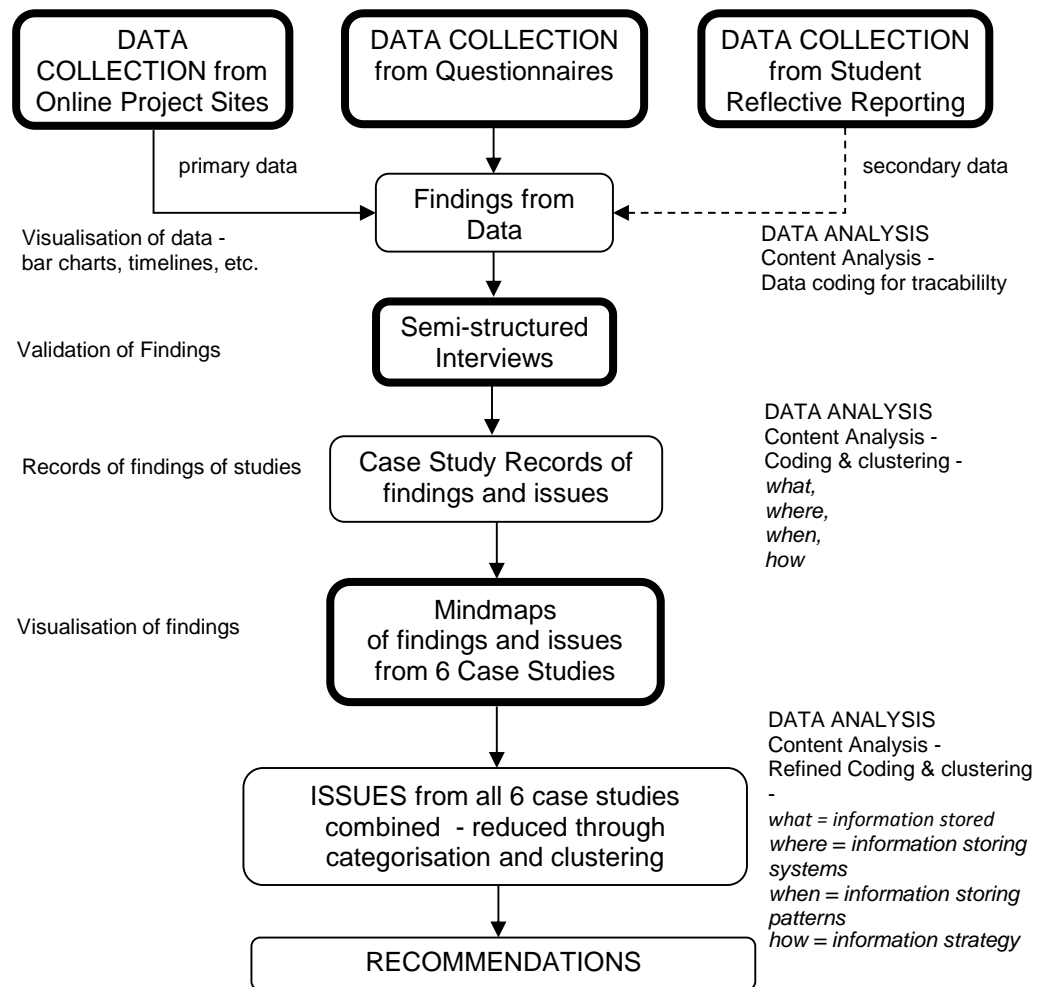 DATA
COLLECTION from
Online Project Sites
DATA COLLECTION
from Questionnaires
DATA COLLECTION
from Student
Reflective Reporting
primary data
secondary data
Findings from
Data
Visualisation of data -
bar charts, timelines, etc.
DATA ANALYSIS
Content Analysis -
Data coding for tracabililty
Semi-structured
Interviews
Validation of Findings
Case Study Records of
findings and issues
Records of findings of studies
DATA ANALYSIS
Content Analysis -
Coding & clustering -
what,
where,
when,
how
Mindmaps
of findings and issues
from 6 Case Studies
Visualisation of findings
ISSUES from all 6 case studies
combined - reduced through
categorisation and clustering
DATA ANALYSIS
Content Analysis -
Refined Coding & clustering
-
what = information stored
where = information storing
systems
when = information storing
patterns
how = information strategy
RECOMMENDATIONS